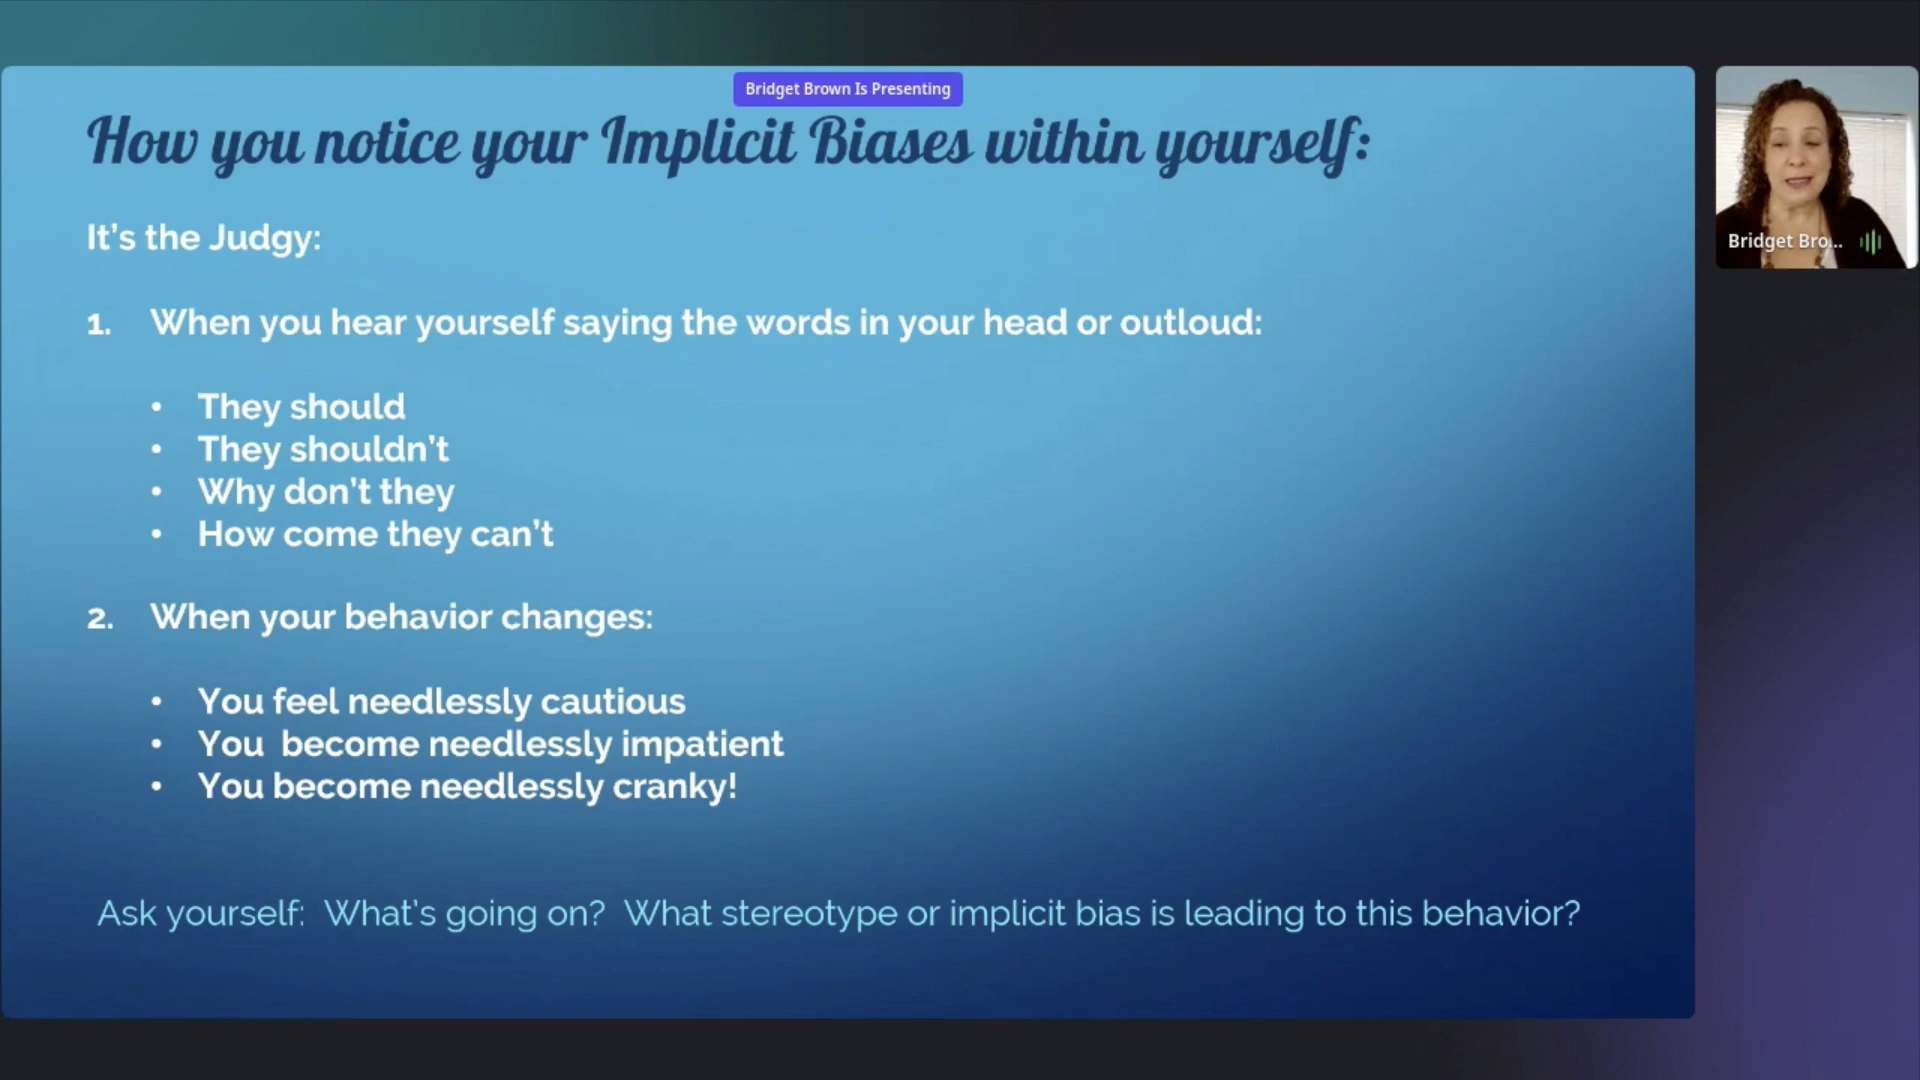 Bridget Brown Is Presenting
How you notice your Implicit Biases within yourself:
It's the Judgy:
1. When you hear yourself saying the words in your head or outloud:
• They should
• They shouldn't
• Why don't they
• How come they can't
2. When your behavior changes:
• You feel needlessly cautious
• You  become needlessly impatient
• You become needlessly cranky!
Ask yourself:  What's going on?  What stereotype or implicit bias is leading to this behavior?
Bridget Bro...